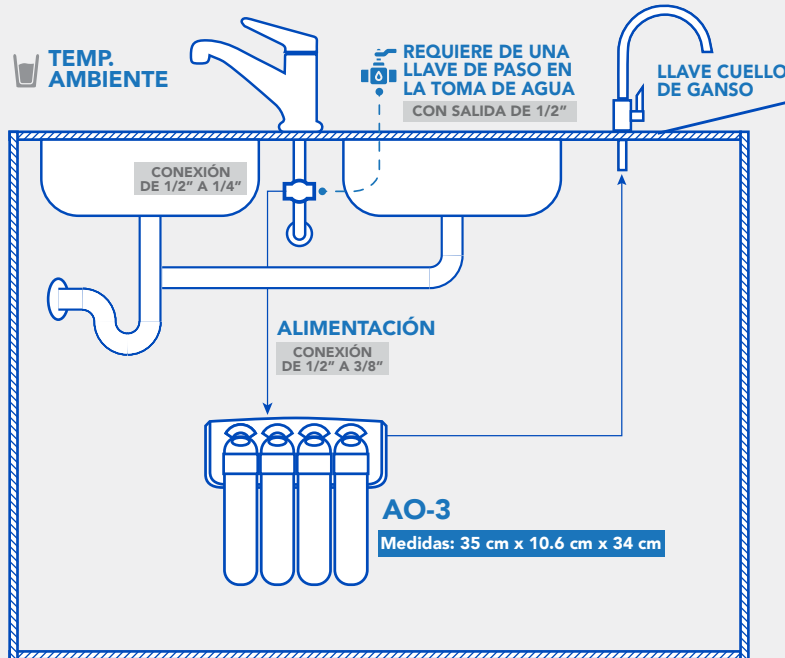 TEMP.
AMBIENTE
REQUIERE DE UNA
LLAVE DE PASO EN
LA TOMA DE AGUA
CON SALIDA DE 1/2”
LLAVE CUELLO
DE GANSO
CONEXIÓN
DE 1/2” A 1/4”
ALIMENTACIÓN
CONEXIÓN
DE 1/2” A 3/8”
AO-3
Medidas: 35 cm x 10.6 cm x 34 cm